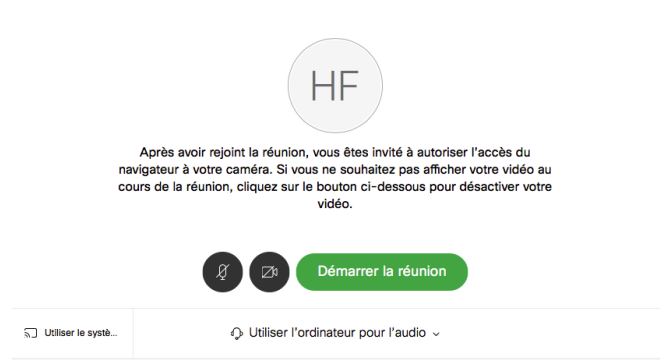 HF
Après avoir rejoint la réunion, vous êtes invité à autoriser l'accès du
navigateur à votre caméra. Si vous ne souhaitez pas afficher votre vidéo au
cours de la réunion, cliquez sur le bouton ci-dessous pour désactiver votre
vidéo.
Démarrer la réunion
Utiliser le systè...
Utiliser l'ordinateur pour l'audio